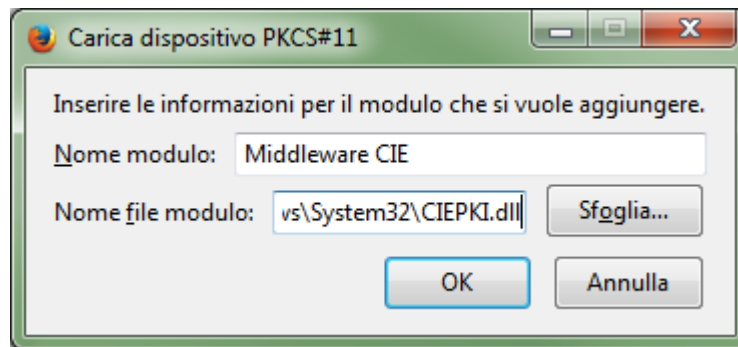 Carica dispositivo PKCS#11
Inserire le informazioni per il modulo che si vuole aggiungere.
Nome modulo: Middleware CIE
Nome file modulo: vs\System32\CIEPKI.dll Sfoglia...
OK Annulla